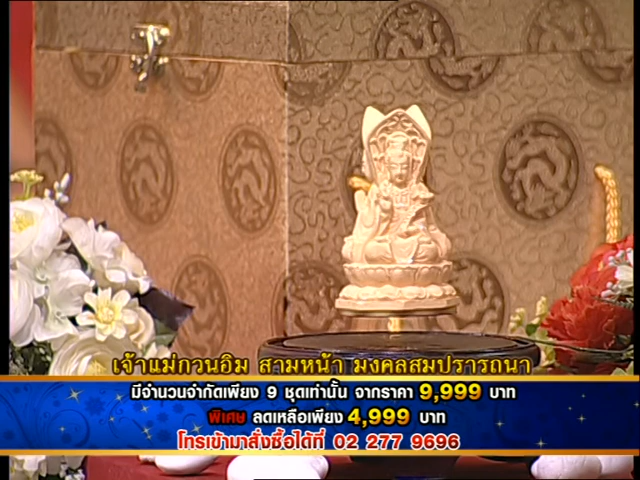 เจ้าแม่กวนอิม สามหน้า มงคลสมปรารถนา
มีจำนวนจำกัดเพียง 9 ชุดเท่านั้น จากราคา 9,999 บาท
พิเศษ ลดเหลือเพียง 4,999 บาท
โทรเข้ามาสั่งซื้อได้ที่ 02 277 9696